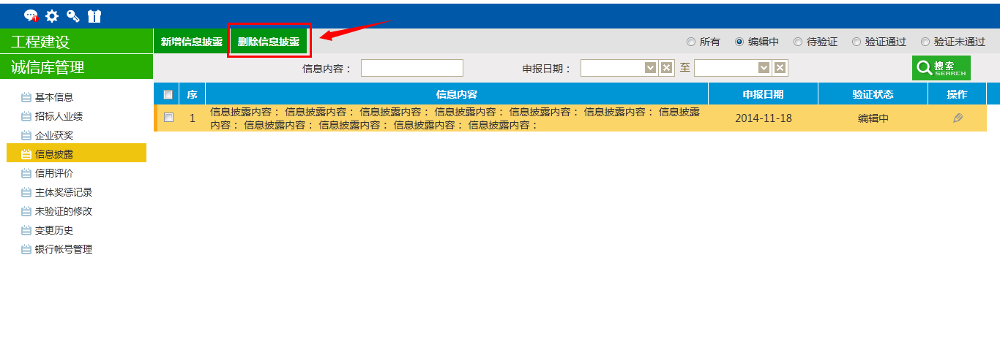 工程建设
新增信息披露 删除信息披露 所有 编辑中 待验证 验证通过 验证未通过
诚信库管理
信息内容： 申报日期： 至 搜索 SEARCH
序 信息内容 申报日期 验证状态 操作
1 信息披露内容： 信息披露内容： 信息披露内容： 信息披露内容： 信息披露内容： 信息披露内容： 信息披露
内容： 信息披露内容： 信息披露内容： 信息披露内容： 信息披露内容： 2014-11-18 编辑中
基本信息
招标人业绩
企业获奖
信息披露
信用评价
主体奖惩记录
未验证的修改
变更历史
银行帐号管理